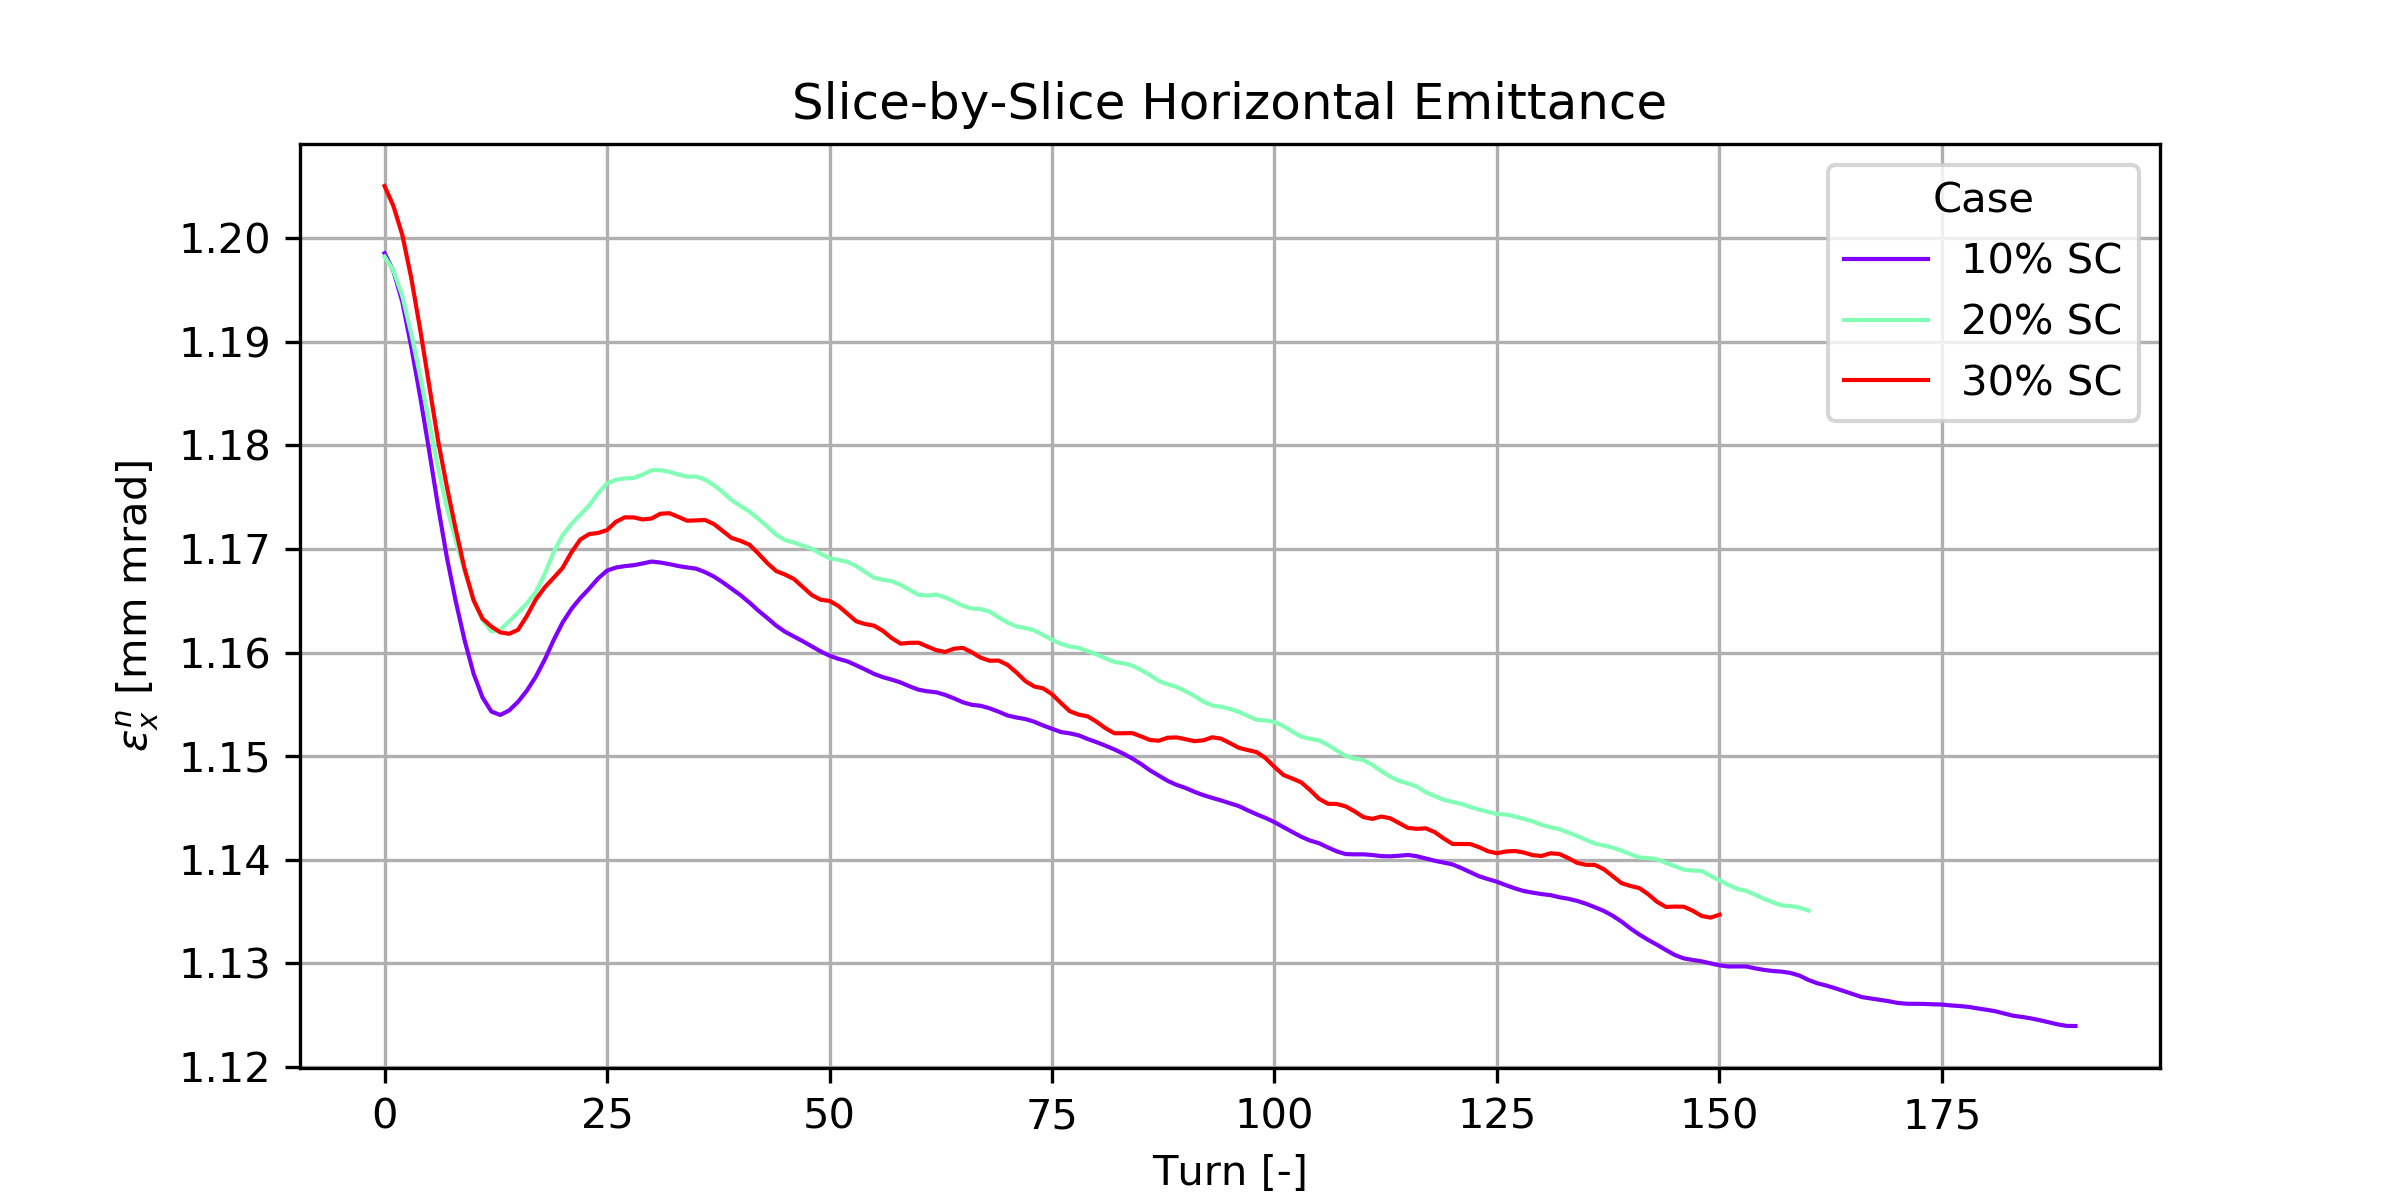 Slice-by-Slice Horizontal Emittance
Case
10% SC
20% SC
30% SC
1.20
1.19
1.18
1.17
1.16
1.15
1.14
1.13
1.12
εₓⁿ [mm mrad]
0 25 50 75 100 125 150 175
Turn [-]